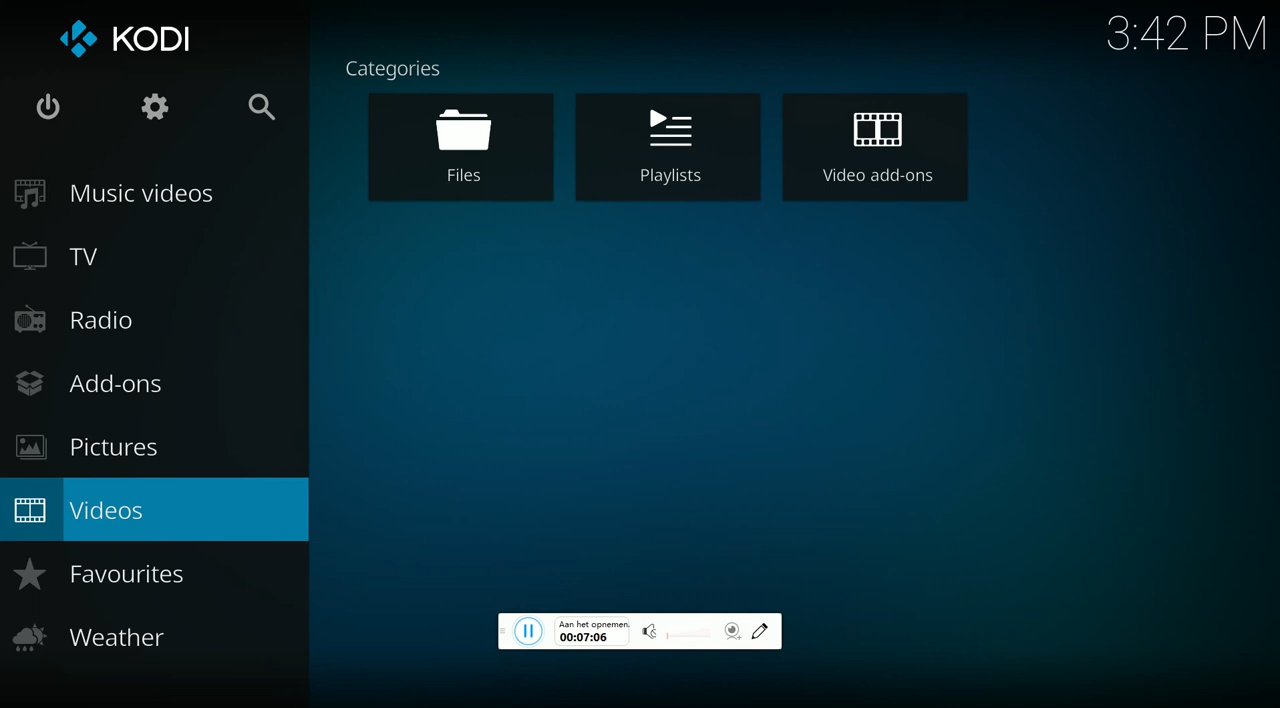 KODI
3:42 PM
Categories
Files
Playlists
Video add-ons
Music videos
TV
Radio
Add-ons
Pictures
Videos
Favourites
Weather
Aan het opnemen.
00:07:06